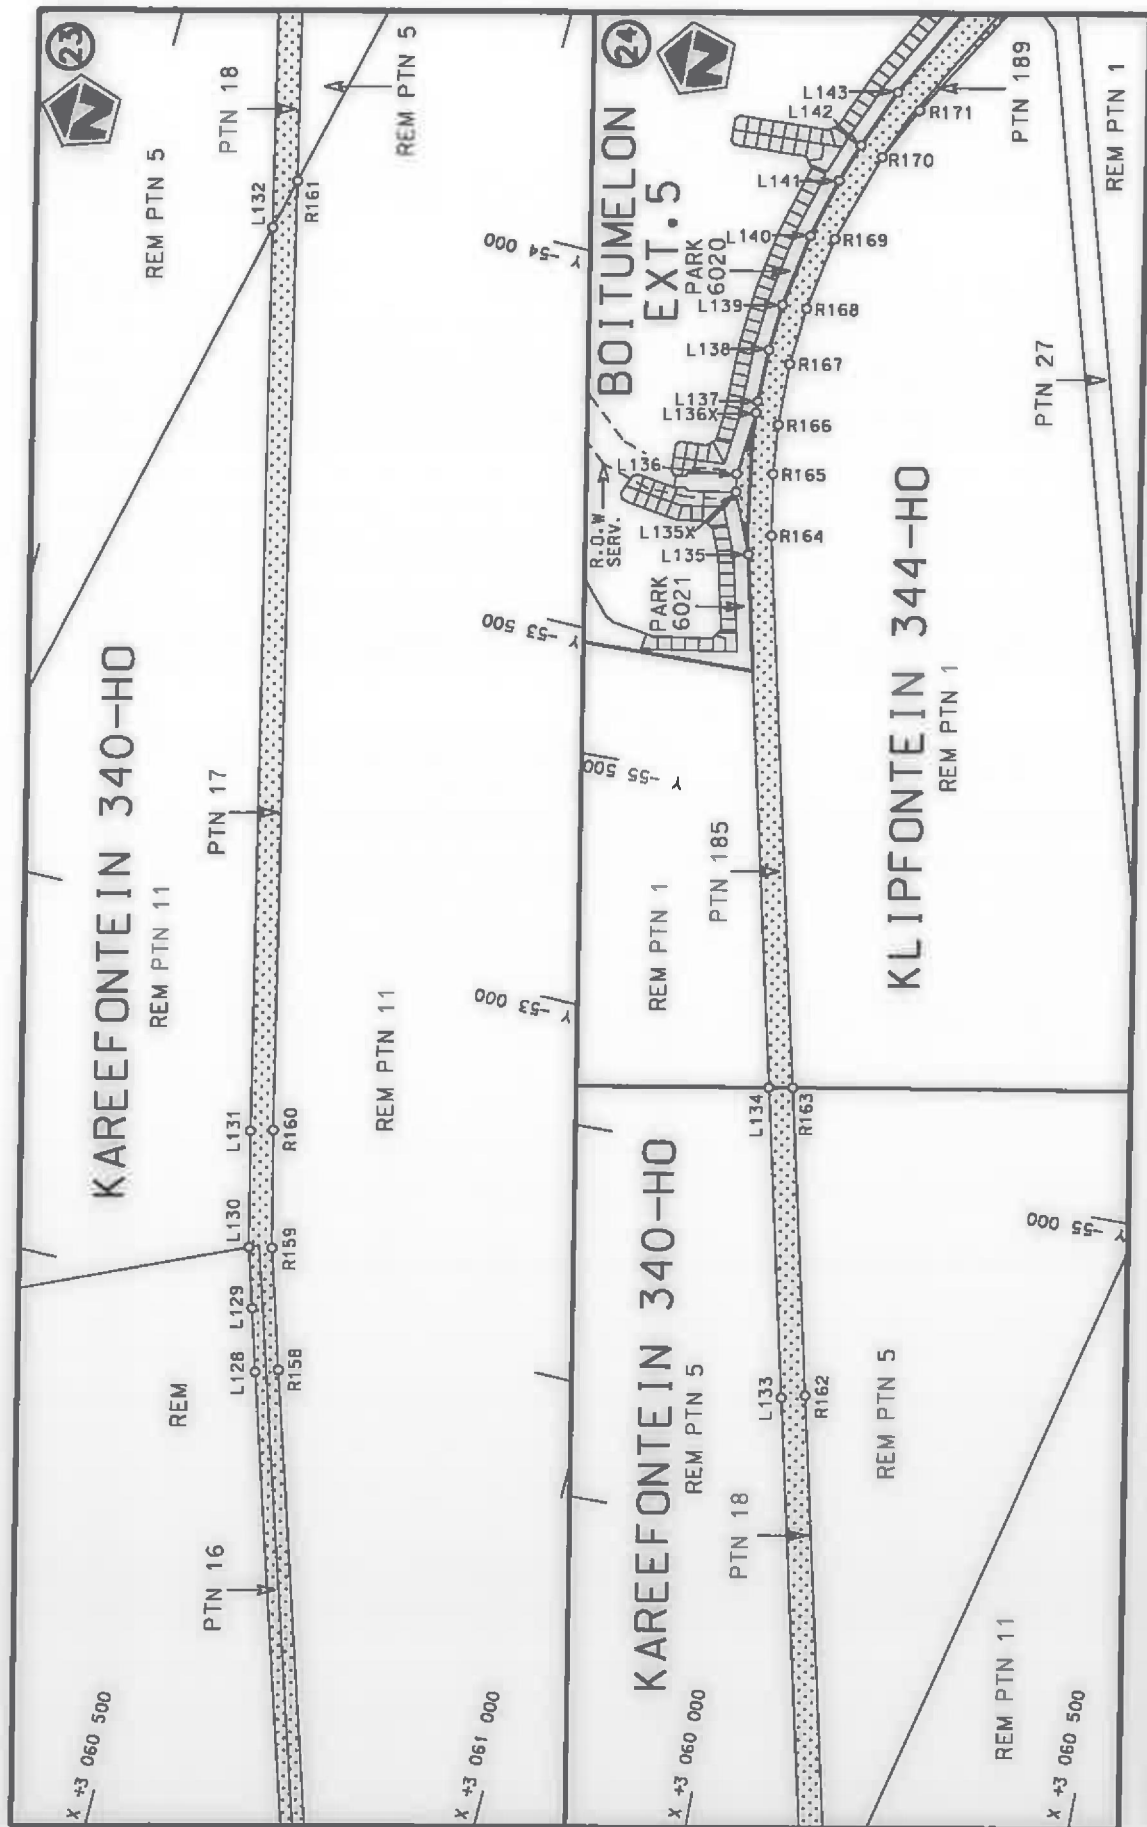 23
N
REM PTN 5
PTN 18
REM PTN 5
L132
R161
KAREEFONTEIN 340-HO
REM PTN 11
PTN 17
REM PTN 11
L131
R160
L130
R159
L129
L128
R158
REM
PTN 16
X +3 060 500
X +3 061 000
Y -54 000
Y -53 500
Y -53 000
24
N
BOITUMELON
EXT.5
PARK
6020
L143
L142
L141
L140
L139
L138
L137
L136X
L136
L135X
L135
R.O.W
SERV.
PARK
6021
R171
R170
R169
R168
R167
R166
R165
R164
PTN 189
REM PTN 1
PTN 27
KLIPFONTEIN 344-HO
REM PTN 1
Y -55 500
PTN 185
REM PTN 1
L134
R163
KAREEFONTEIN 340-HO
REM PTN 5
L133
R162
REM PTN 5
PTN 18
Y -55 000
REM PTN 11
X +3 060 000
X +3 060 500